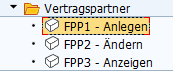 Vertragspartner
FPP1 - Anlegen
FPP2 - Ändern
FPP3 - Anzeigen